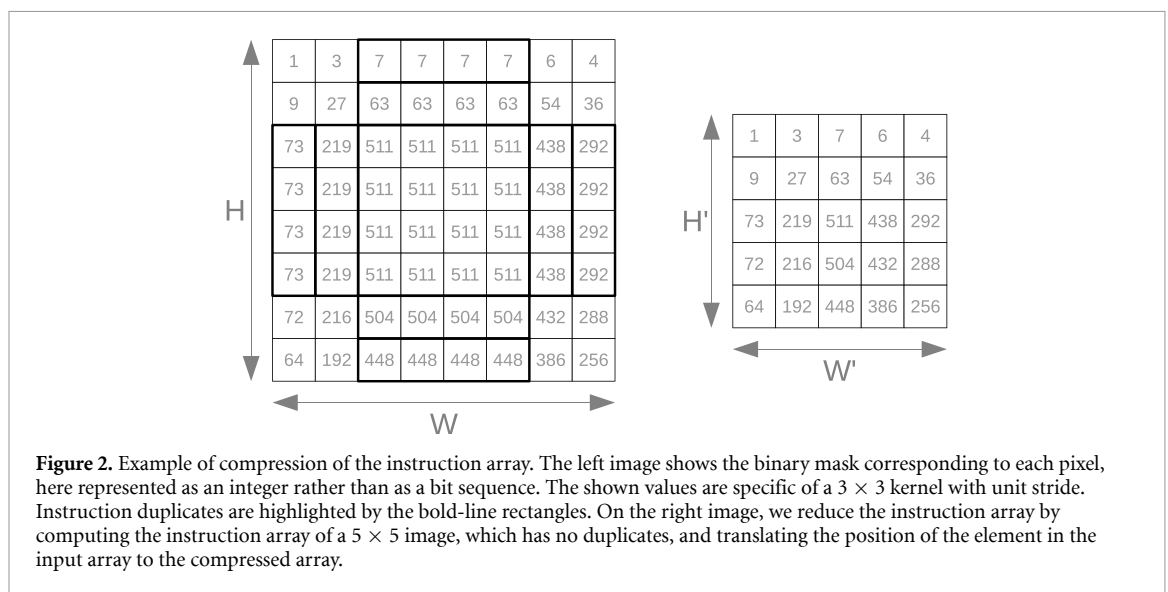 1 3 7 7 7 7 6 4
9 27 63 63 63 63 54 36
73 219 511 511 511 511 438 292
73 219 511 511 511 511 438 292
73 219 511 511 511 511 438 292
73 219 511 511 511 511 438 292
72 216 504 504 504 504 432 288
64 192 448 448 448 448 386 256
H
W
1 3 7 6 4
9 27 63 54 36
73 219 511 438 292
72 216 504 432 288
64 192 448 386 256
H'
W'
Figure 2. Example of compression of the instruction array. The left image shows the binary mask corresponding to each pixel,
here represented as an integer rather than as a bit sequence. The shown values are specific of a 3 × 3 kernel with unit stride.
Instruction duplicates are highlighted by the bold-line rectangles. On the right image, we reduce the instruction array by
computing the instruction array of a 5 × 5 image, which has no duplicates, and translating the position of the element in the
input array to the compressed array.